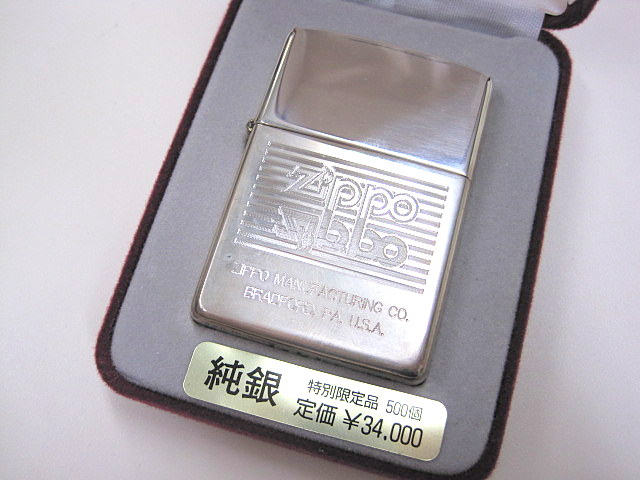 Zippo
Zippo
ZIPPO MANUFACTURING CO.
BRADFORD, PA. U.S.A.
純銀 特別限定品 500個
定価 ¥34,000